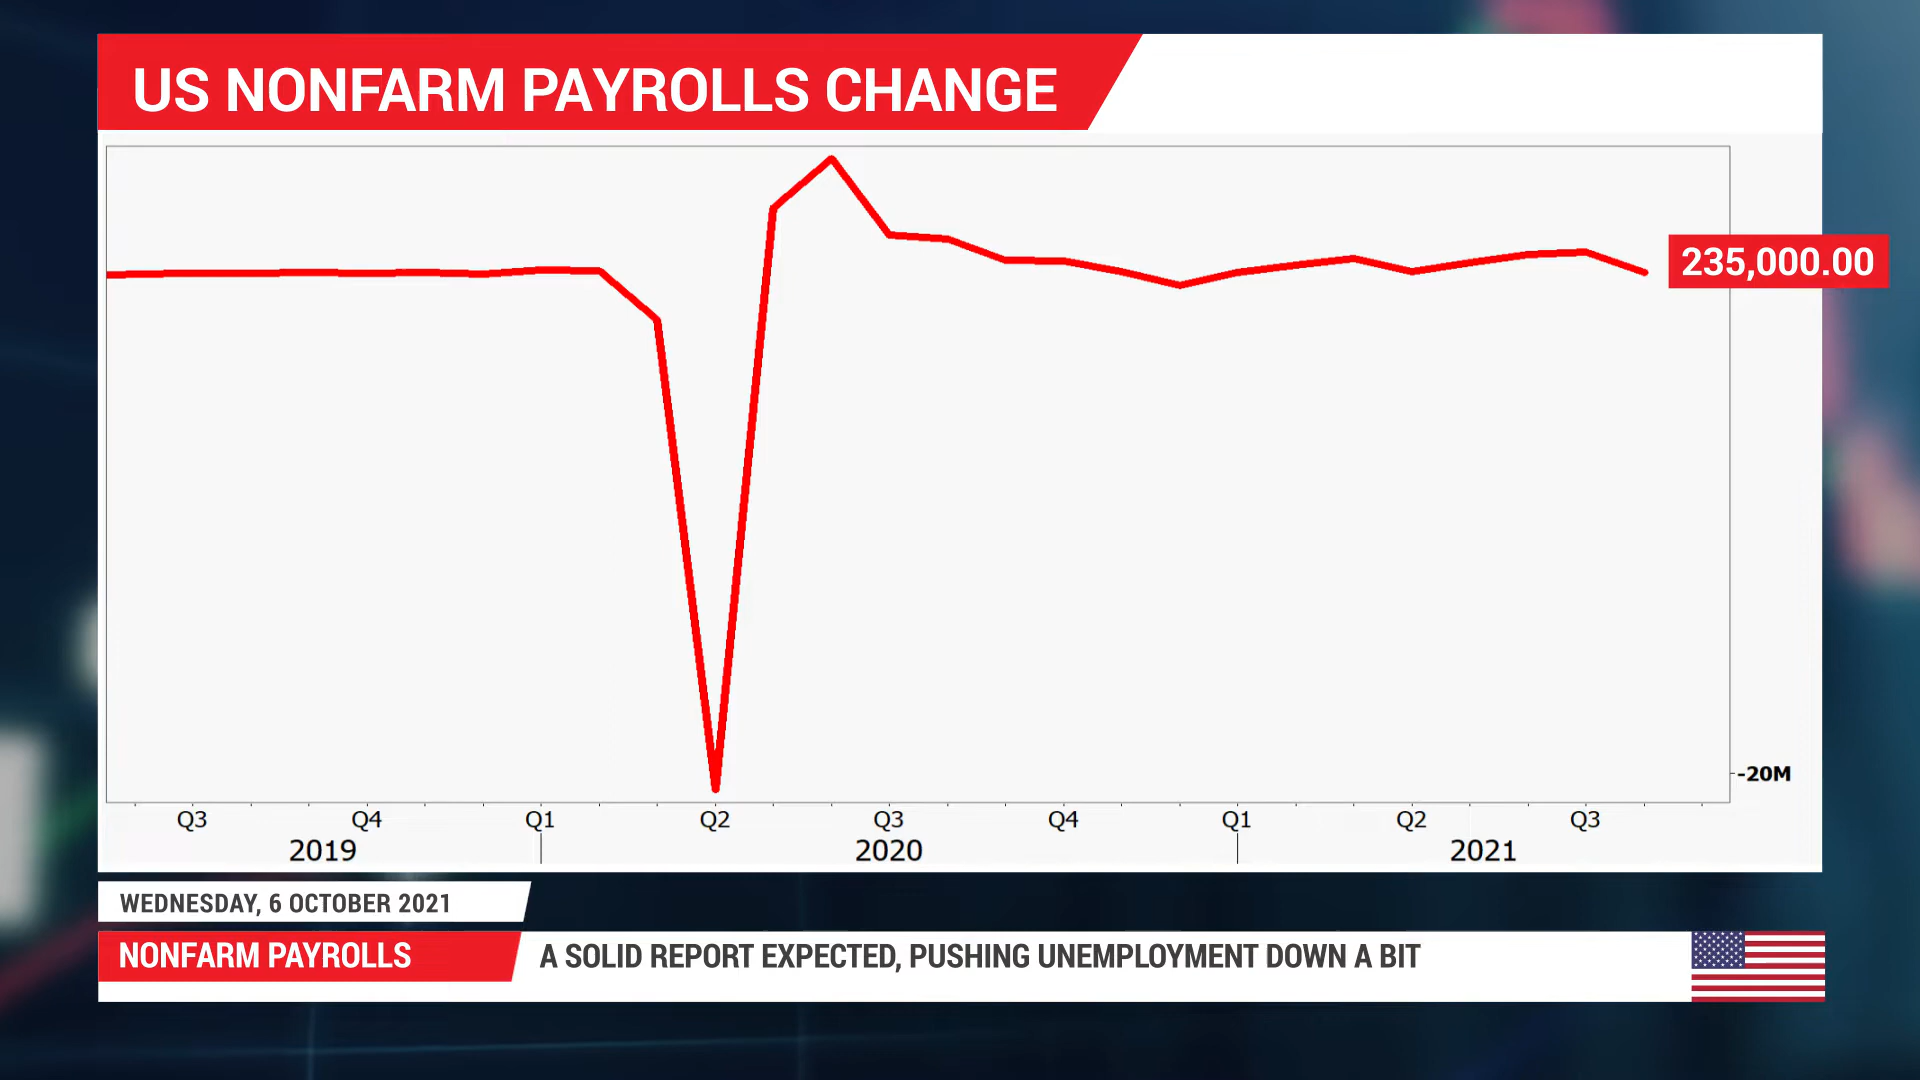 US NONFARM PAYROLLS CHANGE
235,000.00
-20M
Q3 Q4 Q1 Q2 Q3 Q4 Q1 Q2 Q3
2019 2020 2021
WEDNESDAY, 6 OCTOBER 2021
NONFARM PAYROLLS A SOLID REPORT EXPECTED, PUSHING UNEMPLOYMENT DOWN A BIT